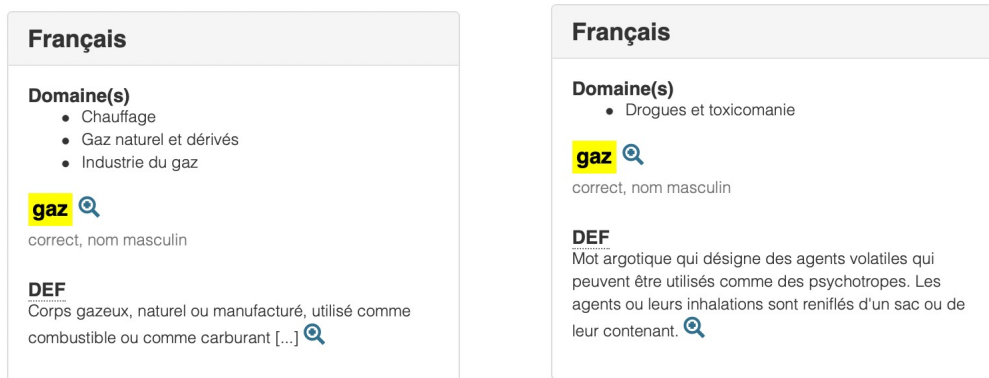 Français
Domaine(s)
• Chauffage
• Gaz naturel et dérivés
• Industrie du gaz
gaz
correct, nom masculin
DEF
Corps gazeux, naturel ou manufacturé, utilisé comme
combustible ou comme carburant [...]
Français
Domaine(s)
• Drogues et toxicomanie
gaz
correct, nom masculin
DEF
Mot argotique qui désigne des agents volatiles qui
peuvent être utilisés comme des psychotropes. Les
agents ou leurs inhalations sont reniflés d'un sac ou de
leur contenant.